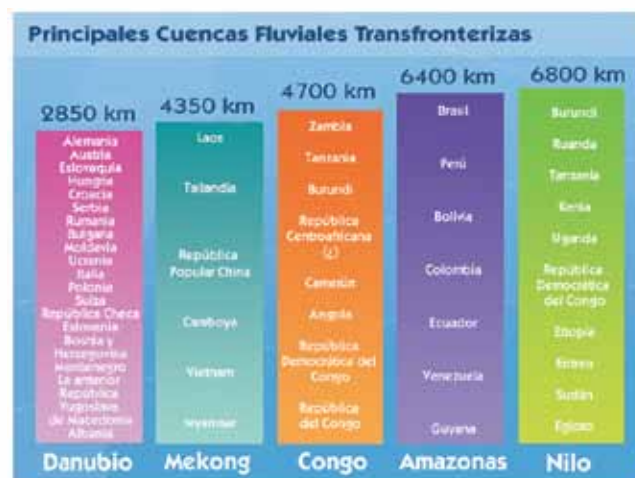 Principales Cuencas Fluviales Transfronterizas
2850 km
Alemania
Austria
Eslovaquia
Hungría
Croacia
Serbia
Rumania
Bulgaria
Moldavia
Ucrania
Italia
Polonia
Suiza
República Checa
Eslovenia
Bosnia y
Herzegovina
Montenegro
La anterior
República
Yugoslava
de Macedonia
Albania
Danubio
4350 km
Laos
Tailandia
República
Popular China
Camboya
Vietnam
Myanmar
Mekong
4700 km
Zambia
Tanzania
Burundi
República
Centroafricana
Camerún
Angola
República
Democrática del
Congo
República
del Congo
Congo
6400 km
Brasil
Perú
Bolivia
Colombia
Ecuador
Venezuela
Guyana
Amazonas
6800 km
Burundi
Ruanda
Tanzania
Kenia
Uganda
República
Democrática
del Congo
Etiopía
Eritrea
Sudán
Egipto
Nilo